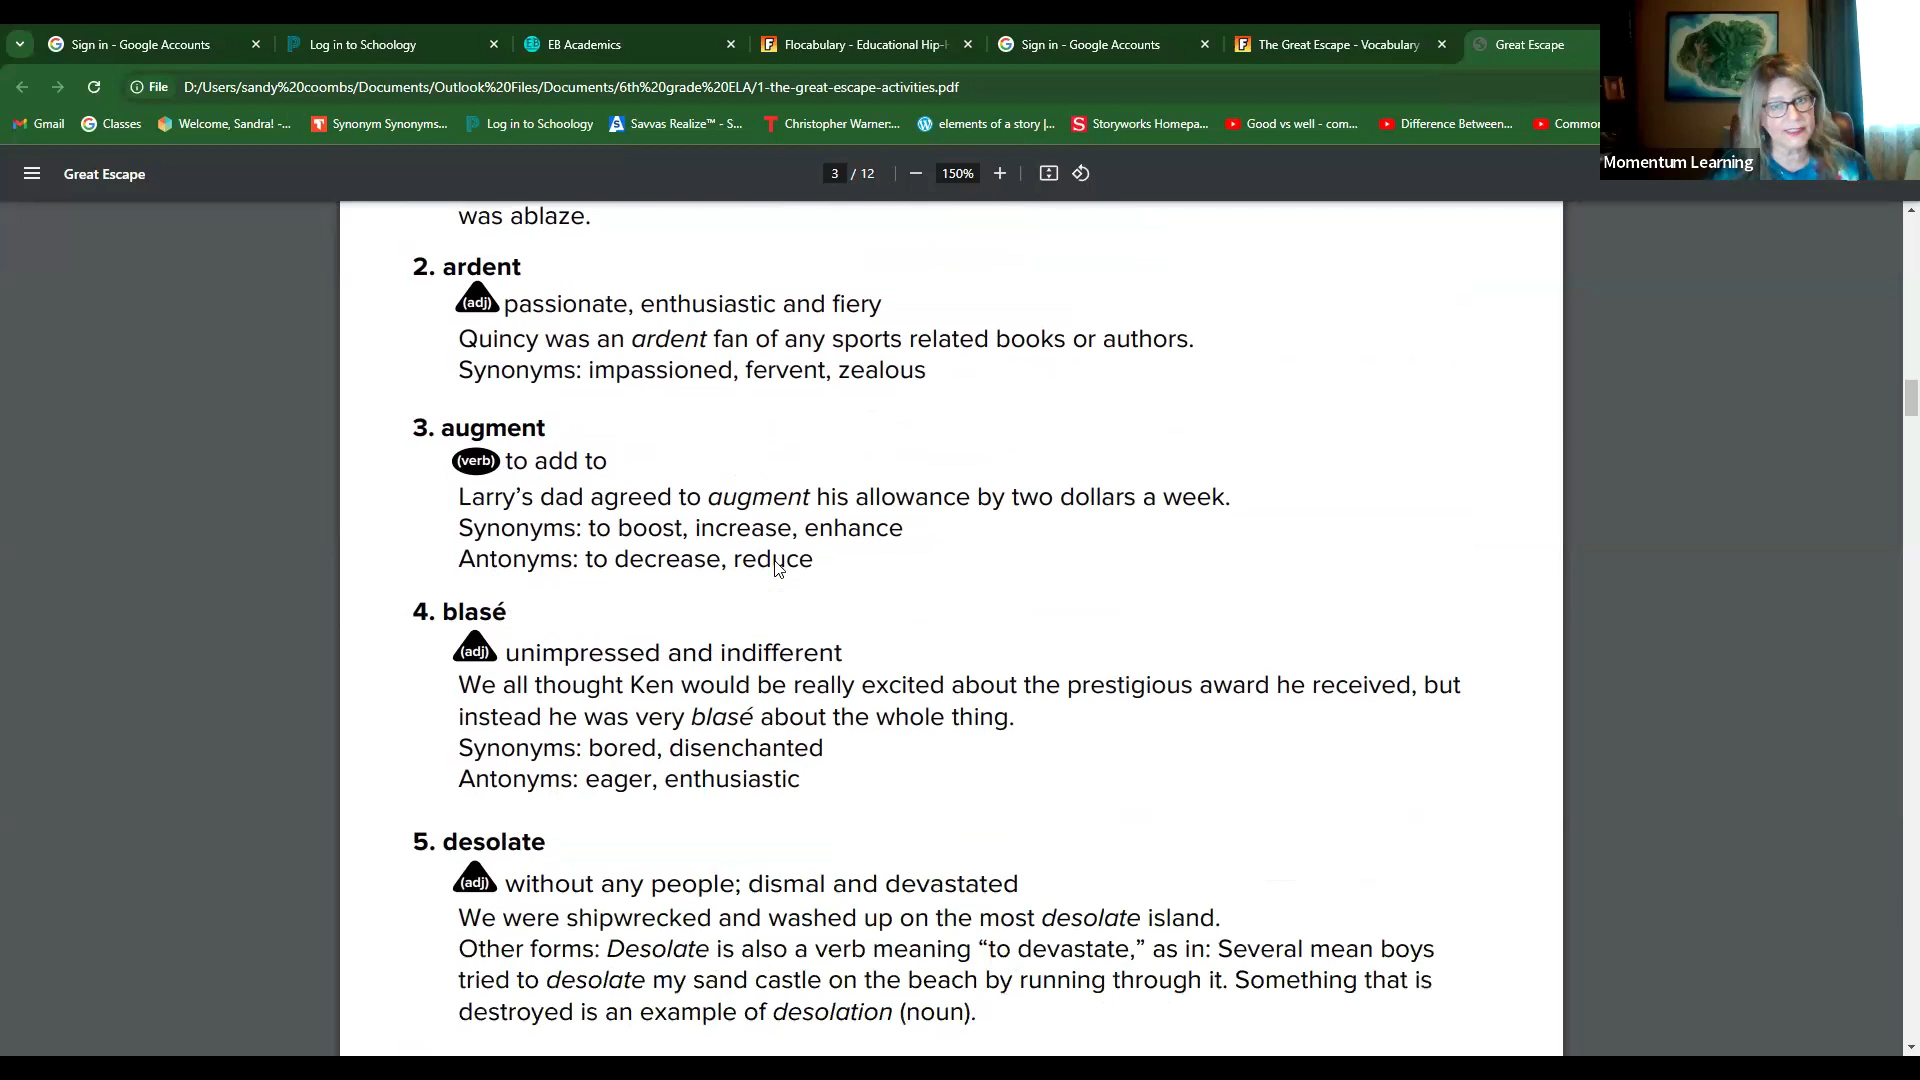 Sign in - Google Accounts
Log in to Schoology
EB Academics
Flocabulary - Educational Hip-H
Sign in - Google Accounts
The Great Escape - Vocabulary
Great Escape
File
D:/Users/sandy%20coombs/Documents/Outlook%20Files/Documents/6th%20grade%20ELA/1-the-great-escape-activities.pdf
Gmail
Classes
Welcome, Sandra! -...
Synonym Synonyms...
Log in to Schoology
Savvas Realize™ - S...
Christopher Warner:...
elements of a story |...
Storyworks Homepa...
Good vs well - com...
Difference Between...
Commo
Momentum Learning
Great Escape
3 / 12
150%
was ablaze.
2. ardent
(adj) passionate, enthusiastic and fiery
Quincy was an ardent fan of any sports related books or authors.
Synonyms: impassioned, fervent, zealous
3. augment
(verb) to add to
Larry’s dad agreed to augment his allowance by two dollars a week.
Synonyms: to boost, increase, enhance
Antonyms: to decrease, reduce
4. blasé
(adj) unimpressed and indifferent
We all thought Ken would be really excited about the prestigious award he received, but
instead he was very blasé about the whole thing.
Synonyms: bored, disenchanted
Antonyms: eager, enthusiastic
5. desolate
(adj) without any people; dismal and devastated
We were shipwrecked and washed up on the most desolate island.
Other forms: Desolate is also a verb meaning “to devastate,” as in: Several mean boys
tried to desolate my sand castle on the beach by running through it. Something that is
destroyed is an example of desolation (noun).